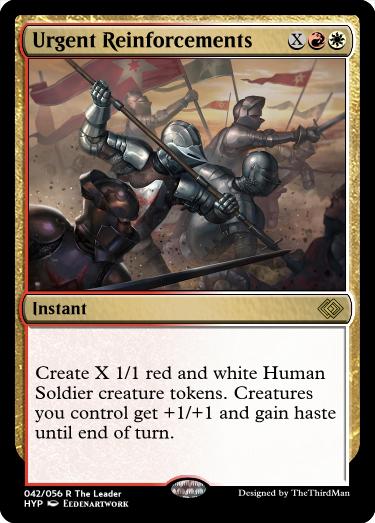 Urgent Reinforcements X
Instant
Create X 1/1 red and white Human
Soldier creature tokens. Creatures
you control get +1/+1 and gain haste
until end of turn.
042/056 R The Leader
HYP Eedenartwork
Designed by TheThirdMan